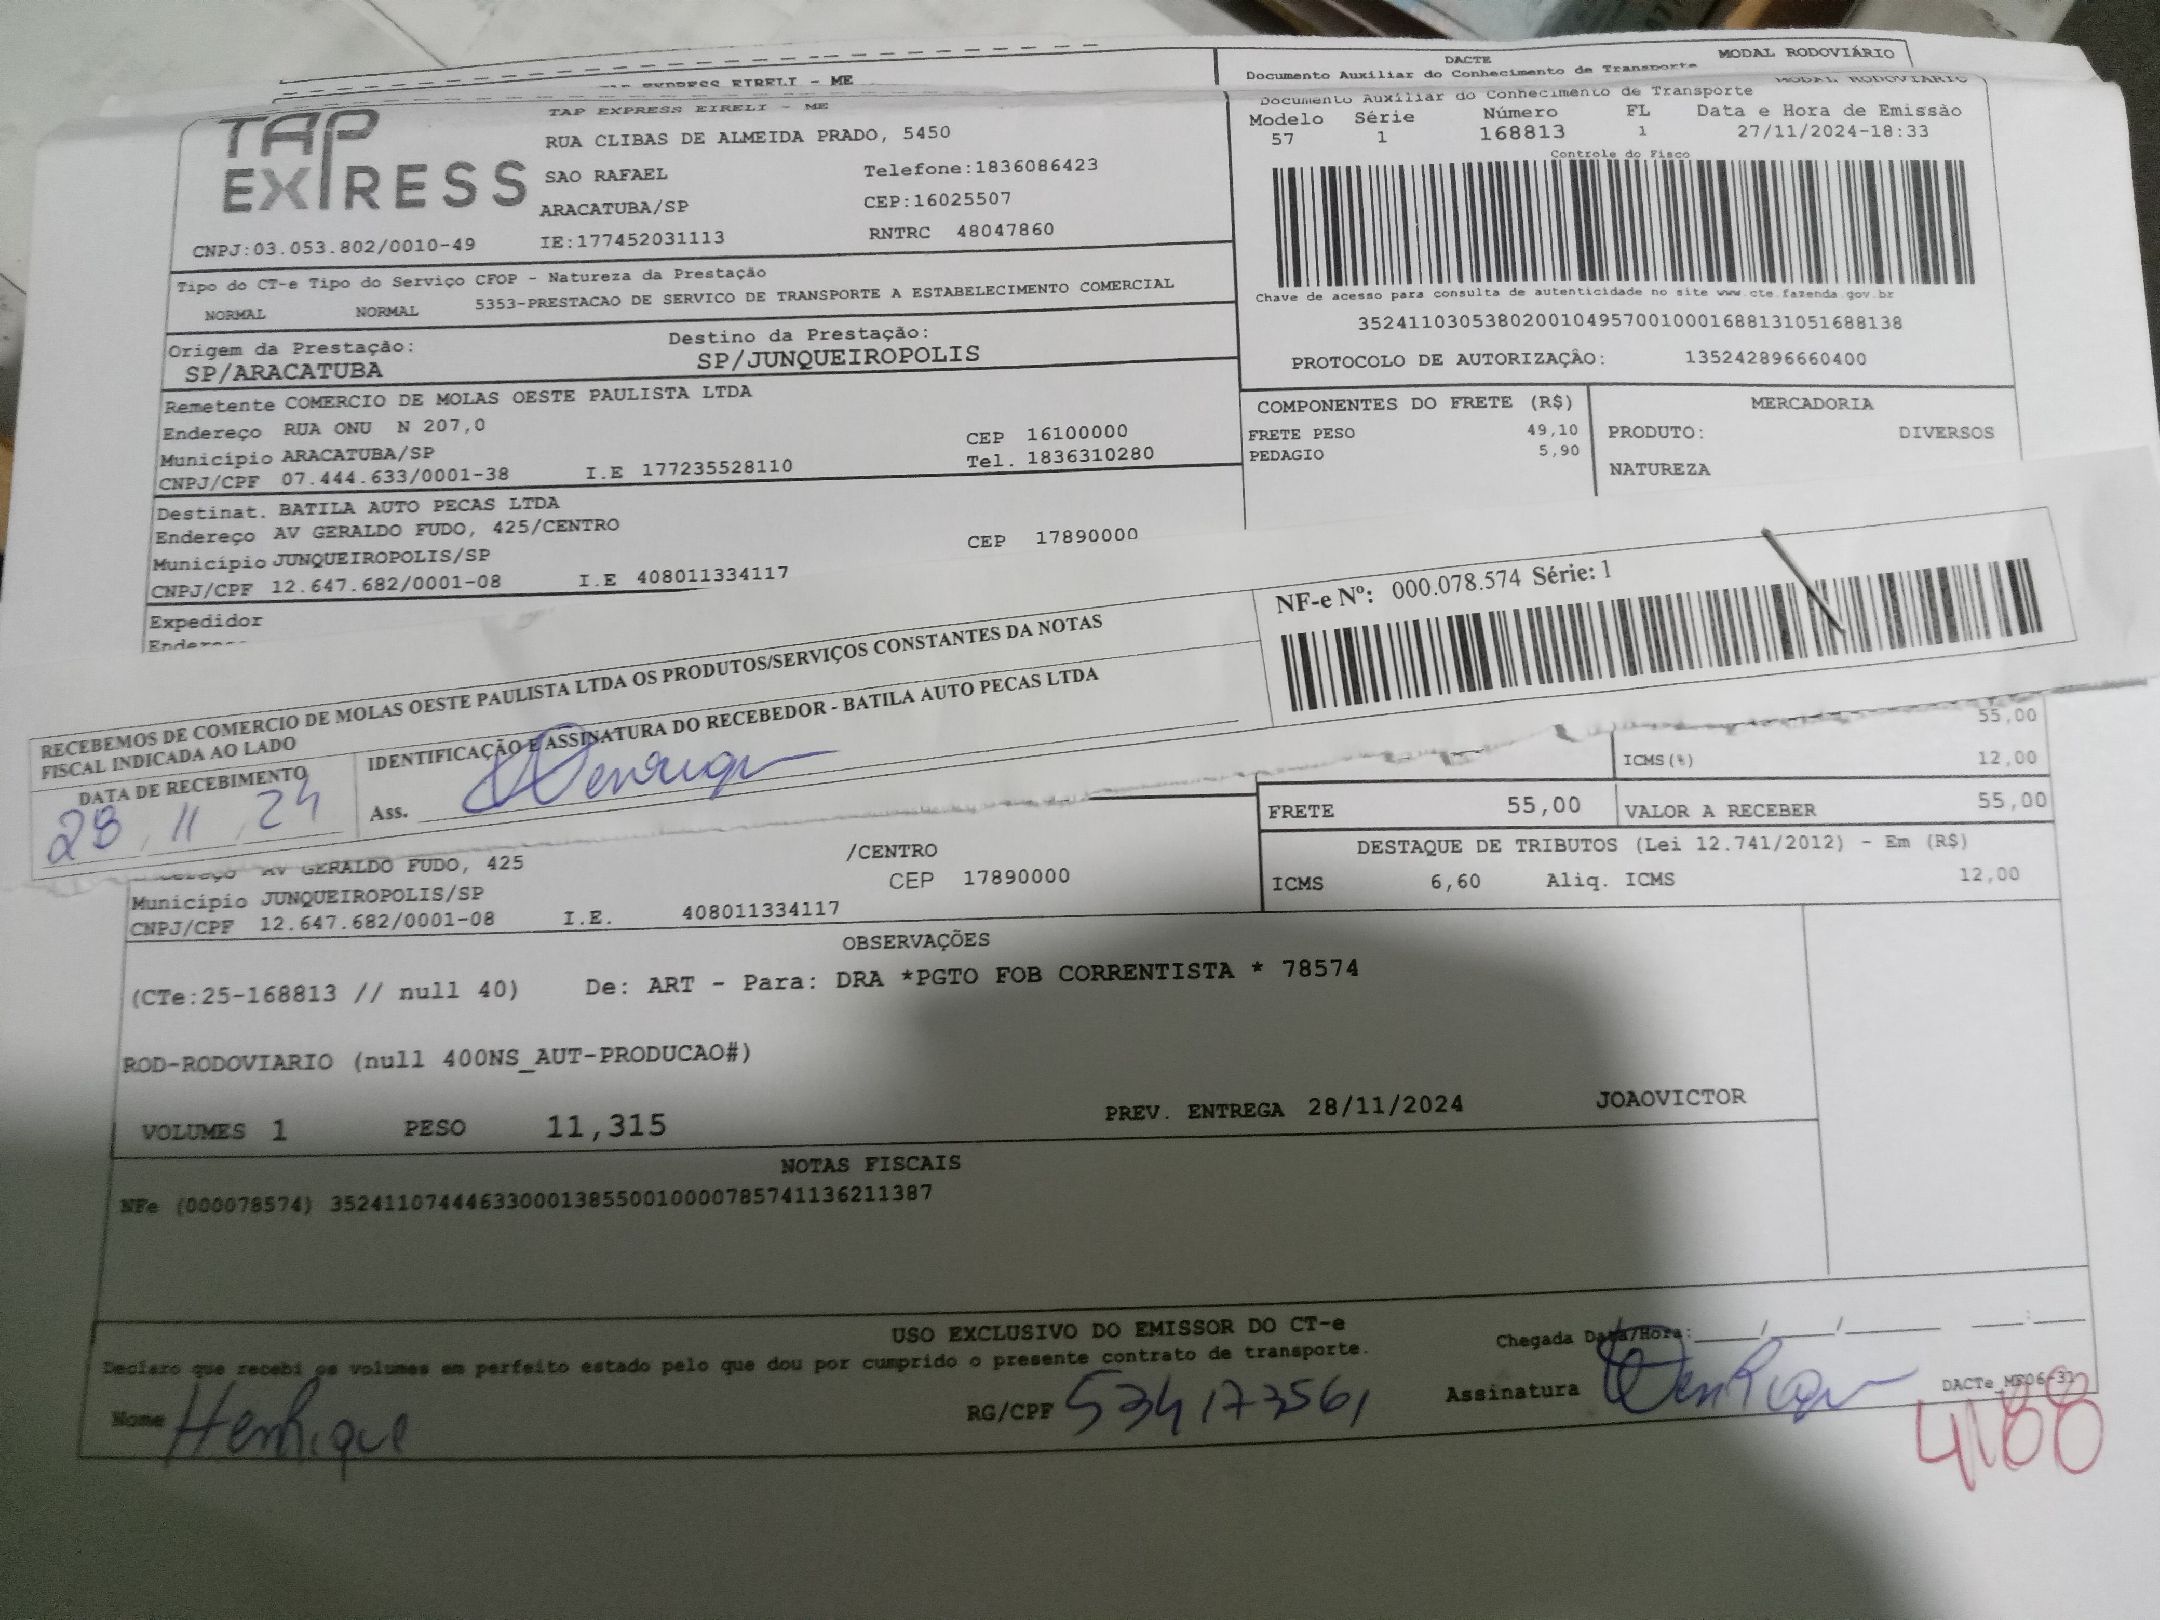 DACTE
MODAL RODOVIÁRIO
TAP EXPRESS EIRELI - ME
Documento Auxiliar do Conhecimento de Transporte
MODAL RODOVIARIO
TAP EXPRESS
TAP EXPRESS EIRELI - ME
RUA CLIBAS DE ALMEIDA PRADO, 5450
SAO RAFAEL
Telefone:1836086423
ARACATUBA/SP
CEP:16025507
CNPJ:03.053.802/0010-49
IE:177452031113
RNTRC 48047860
Documento Auxiliar do Conhecimento de Transporte
Modelo Série Número FL Data e Hora de Emissão
57 1 168813 1 27/11/2024-18:33
Controle do Fisco
Chave de acesso para consulta de autenticidade no site www.cte.fazenda.gov.br
35241103053802001049570010001688131051688138
PROTOCOLO DE AUTORIZAÇÃO: 135242896660400
Tipo do CT-e Tipo do Serviço CFOP - Natureza da Prestação
NORMAL NORMAL 5353-PRESTACAO DE SERVICO DE TRANSPORTE A ESTABELECIMENTO COMERCIAL
Origem da Prestação: Destino da Prestação:
SP/ARACATUBA SP/JUNQUEIROPOLIS
Remetente COMERCIO DE MOLAS OESTE PAULISTA LTDA
Endereço RUA ONU N 207,0
Município ARACATUBA/SP CEP 16100000
CNPJ/CPF 07.444.633/0001-38 I.E 177235528110 Tel. 1836310280
COMPONENTES DO FRETE (R$)
FRETE PESO 49,10
PEDAGIO 5,90
MERCADORIA
PRODUTO: DIVERSOS
NATUREZA
Destinat. BATILA AUTO PECAS LTDA
Endereço AV GERALDO FUDO, 425/CENTRO
Município JUNQUEIROPOLIS/SP CEP 17890000
CNPJ/CPF 12.647.682/0001-08 I.E 408011334117
Expedidor
RECEBEMOS DE COMERCIO DE MOLAS OESTE PAULISTA LTDA OS PRODUTOS/SERVIÇOS CONSTANTES DA NOTAS
FISCAL INDICADA AO LADO
NF-e Nº: 000.078.574 Série: 1
DATA DE RECEBIMENTO
28 11 24
IDENTIFICAÇÃO E ASSINATURA DO RECEBEDOR - BATILA AUTO PECAS LTDA
Ass. Henrique
55,00
ICMS(%) 12,00
FRETE 55,00 VALOR A RECEBER 55,00
DESTAQUE DE TRIBUTOS (Lei 12.741/2012) - Em (R$)
ICMS 6,60 Aliq. ICMS 12,00
Endereço AV GERALDO FUDO, 425 /CENTRO
Município JUNQUEIROPOLIS/SP CEP 17890000
CNPJ/CPF 12.647.682/0001-08 I.E. 408011334117
OBSERVAÇÕES
(CTe:25-168813 // null 40) De: ART - Para: DRA *PGTO FOB CORRENTISTA * 78574
ROD-RODOVIARIO (null 400NS_AUT-PRODUCAO#)
VOLUMES 1 PESO 11,315 PREV. ENTREGA 28/11/2024 JOAOVICTOR
NOTAS FISCAIS
NFe (000078574) 35241107444633000138550010000785741136211387
USO EXCLUSIVO DO EMISSOR DO CT-e
Declaro que recebi os volumes em perfeito estado pelo que dou por cumprido o presente contrato de transporte.
Chegada Data/Hora:
Nome Henrique RG/CPF 534173561 Assinatura Henrique